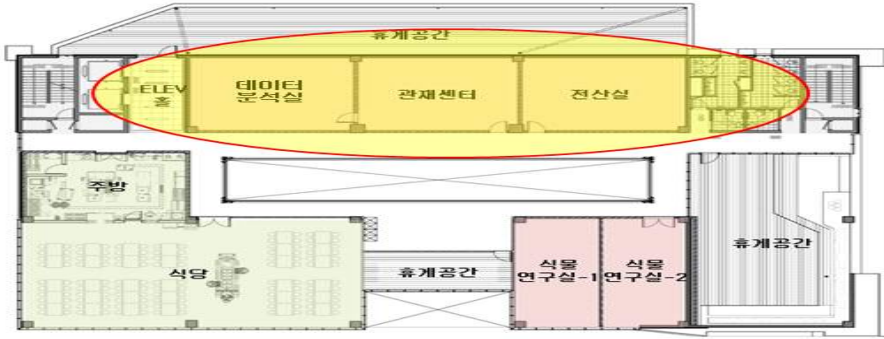 휴게공간
ELEV
홀
데이터
분석실
관재센터
전산실
주방
식당
휴게공간
식물
연구실-1
식물
연구실-2
휴게공간